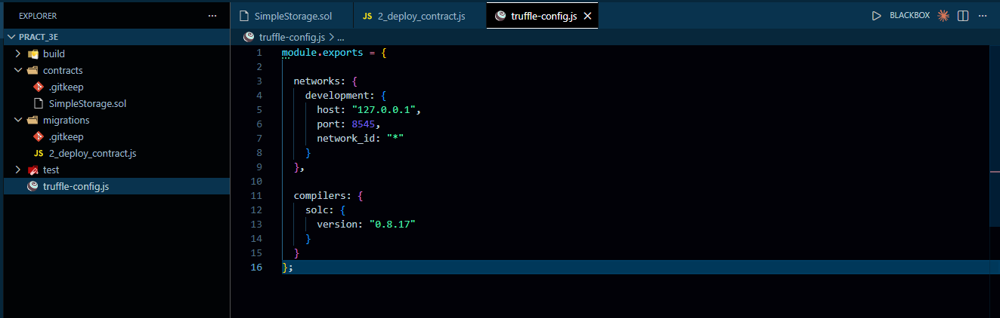 EXPLORER ...
PRACT_3E
build
contracts
.gitkeep
SimpleStorage.sol
migrations
.gitkeep
JS 2_deploy_contract.js
test
truffle-config.js
SimpleStorage.sol JS 2_deploy_contract.js truffle-config.js BLACKBOX ...
truffle-config.js > ...
1 module.exports = {
2
3 networks: {
4 development: {
5 host: "127.0.0.1",
6 port: 8545,
7 network_id: "*"
8 }
9 },
10
11 compilers: {
12 solc: {
13 version: "0.8.17"
14 }
15 }
16 };